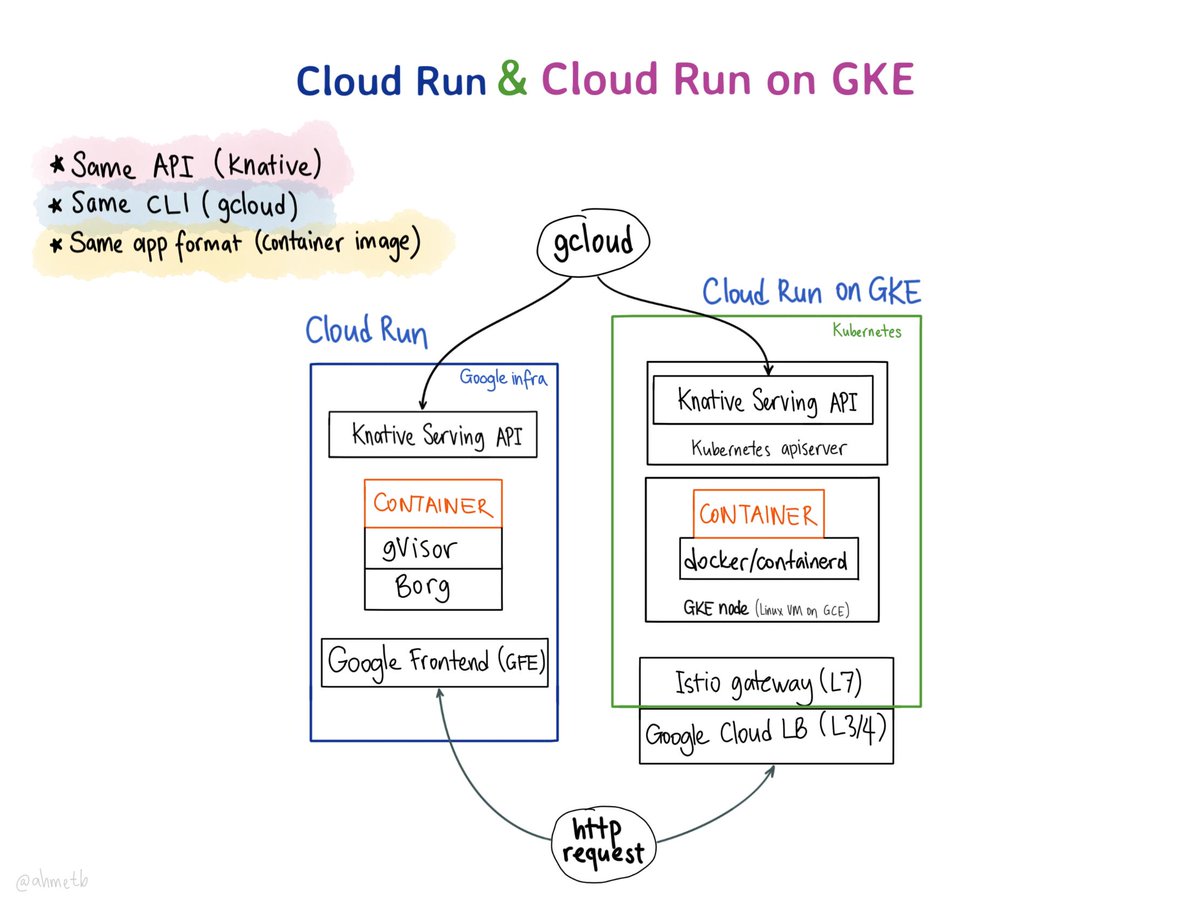 Cloud Run & Cloud Run on GKE
* Same API (Knative)
* Same CLI (gcloud)
* Same app format (container image)
gcloud
Cloud Run
Google infra
Knative Serving API
CONTAINER
gVisor
Borg
Google Frontend (GFE)
Cloud Run on GKE
Kubernetes
Knative Serving API
Kubernetes apiserver
CONTAINER
docker/containerd
GKE node (Linux VM on GCE)
Istio gateway (L7)
Google Cloud LB (L3/4)
http
request
@ahmetb